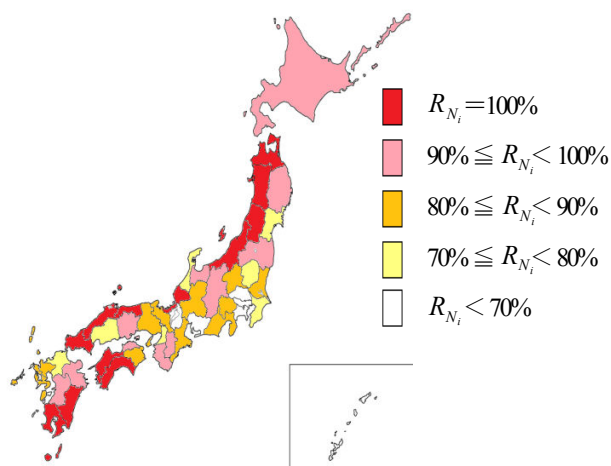 R_{N_i}=100%
90% ≦ R_{N_i}< 100%
80% ≦ R_{N_i}< 90%
70% ≦ R_{N_i}< 80%
R_{N_i} < 70%